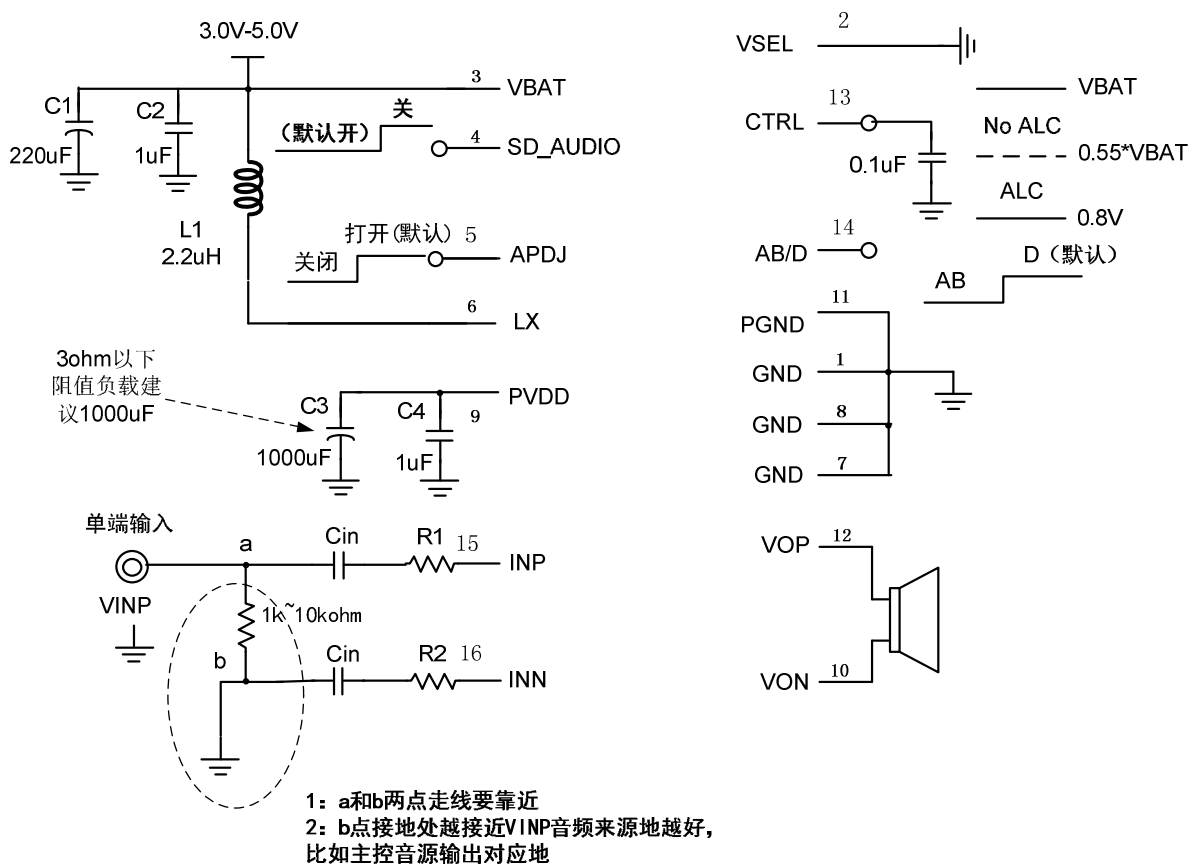 3.0V-5.0V
3
VBAT
C1
220uF
C2
1uF
(默认开)
关
4
SD_AUDIO
L1
2.2uH
关闭
打开(默认)
5
APDJ
6
LX
3ohm以下
阻值负载建
议1000uF
C3
1000uF
C4
1uF
PVDD
9
单端输入
VINP
a
Cin
R1
15
INP
1k~10kohm
b
Cin
R2
16
INN
1：a和b两点走线要靠近
2：b点接地处越接近VINP音频来源地越好，
比如主控音源输出对应地
VSEL
2
CTRL
13
0.1uF
VBAT
No ALC
0.55*VBAT
ALC
0.8V
AB/D
14
AB
D（默认）
PGND
11
GND
1
GND
8
GND
7
VOP
12
VON
10